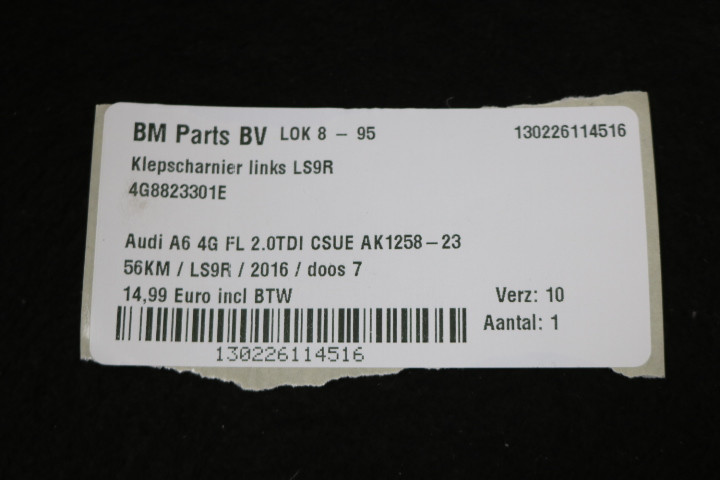 BM Parts BV LOK 8 - 95 130226114516
Klepscharnier links LS9R
4G8823301E
Audi A6 4G FL 2.0TDI CSUE AK1258-23
56KM / LS9R / 2016 / doos 7
14,99 Euro incl BTW Verz: 10
Aantal: 1
130226114516